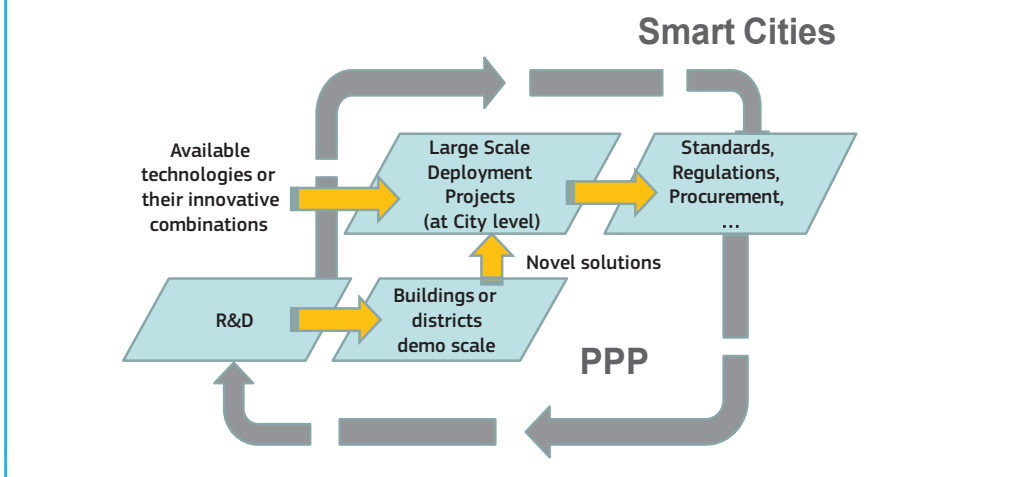 Smart Cities
Available
technologies or
their innovative
combinations
Large Scale
Deployment
Projects
(at City level)
Standards,
Regulations,
Procurement,
...
Novel solutions
R&D
Buildings or
districts
demo scale
PPP